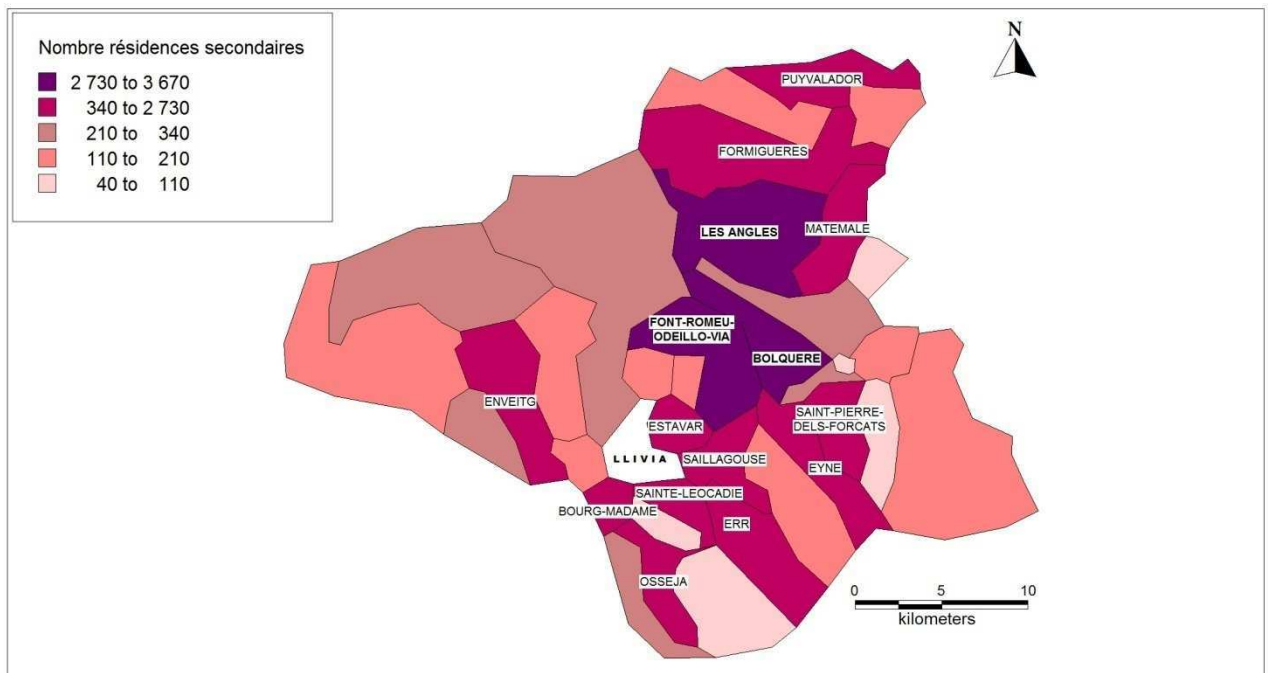 Nombre résidences secondaires
2 730 to 3 670
340 to 2 730
210 to 340
110 to 210
40 to 110
N
PUYVALADOR
FORMIGUERES
LES ANGLES
MATEMALE
FONT-ROMEU-
ODEILLO-VIA
BOLQUERE
ENVEITG
SAINT-PIERRE-
DELS-FORCATS
ESTAVAR
LLIVIA
SAILLAGOUSE
EYNE
SAINTE-LEOCADIE
BOURG-MADAME
ERR
OSSEJA
0 5 10
kilometers